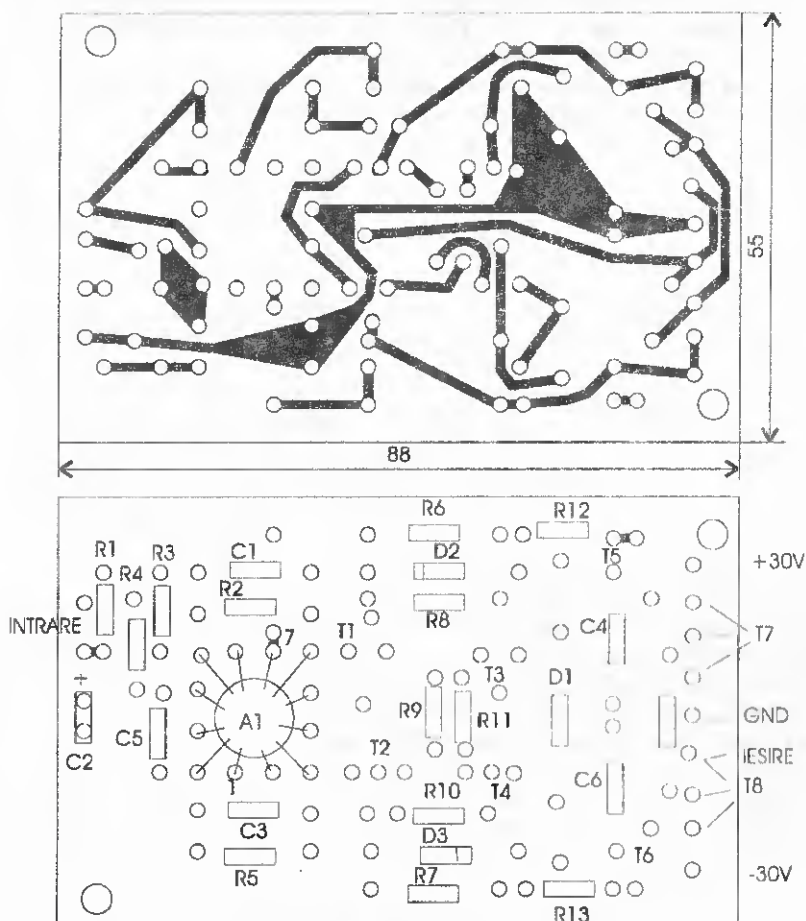 55
88
R6
R12
R1
R3
C1
D2
T5
+30V
R4
R2
R8
INTRARE
7
T1
C4
T7
T3
+
R9
R11
D1
GND
A1
C5
C2
IEŞIRE
T2
T8
T4
C6
R10
1
C3
D3
T6
R5
R7
-30V
R13